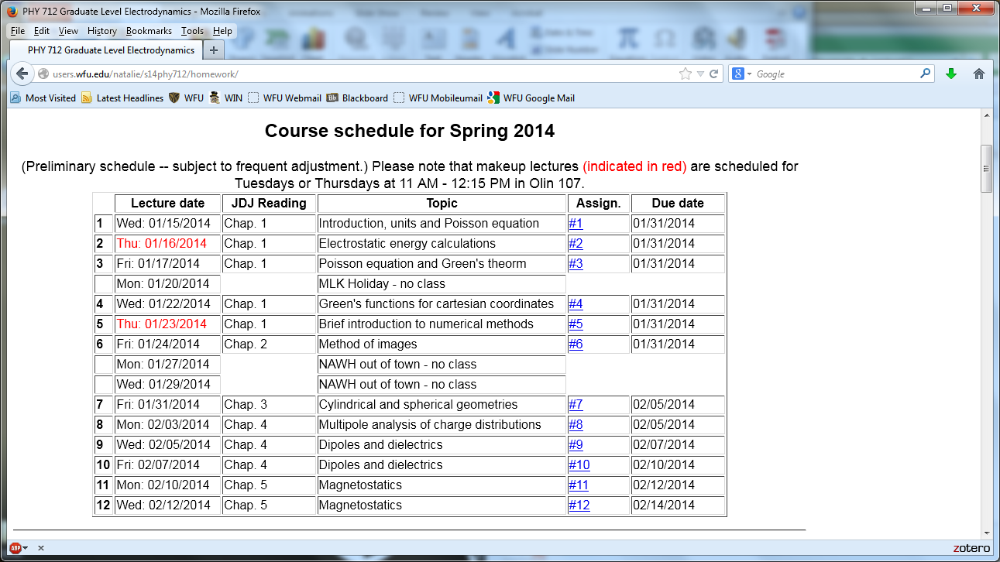 PHY 712 Graduate Level Electrodynamics - Mozilla Firefox
File Edit View History Bookmarks Tools Help
PHY 712 Graduate Level Electrodynamics +
users.wfu.edu/natalie/s14phy712/homework/ 8 Google
Most Visited Latest Headlines WFU WIN WFU Webmail Bb Blackboard WFU Mobileumail WFU Google Mail
Course schedule for Spring 2014
(Preliminary schedule -- subject to frequent adjustment.) Please note that makeup lectures (indicated in red) are scheduled for
Tuesdays or Thursdays at 11 AM - 12:15 PM in Olin 107.
Lecture date JDJ Reading Topic Assign. Due date
1 Wed: 01/15/2014 Chap. 1 Introduction, units and Poisson equation #1 01/31/2014
2 Thu: 01/16/2014 Chap. 1 Electrostatic energy calculations #2 01/31/2014
3 Fri: 01/17/2014 Chap. 1 Poisson equation and Green's theorm #3 01/31/2014
Mon: 01/20/2014 MLK Holiday - no class
4 Wed: 01/22/2014 Chap. 1 Green's functions for cartesian coordinates #4 01/31/2014
5 Thu: 01/23/2014 Chap. 1 Brief introduction to numerical methods #5 01/31/2014
6 Fri: 01/24/2014 Chap. 2 Method of images #6 01/31/2014
Mon: 01/27/2014 NAWH out of town - no class
Wed: 01/29/2014 NAWH out of town - no class
7 Fri: 01/31/2014 Chap. 3 Cylindrical and spherical geometries #7 02/05/2014
8 Mon: 02/03/2014 Chap. 4 Multipole analysis of charge distributions #8 02/05/2014
9 Wed: 02/05/2014 Chap. 4 Dipoles and dielectrics #9 02/07/2014
10 Fri: 02/07/2014 Chap. 4 Dipoles and dielectrics #10 02/10/2014
11 Mon: 02/10/2014 Chap. 5 Magnetostatics #11 02/12/2014
12 Wed: 02/12/2014 Chap. 5 Magnetostatics #12 02/14/2014
ABP zotero